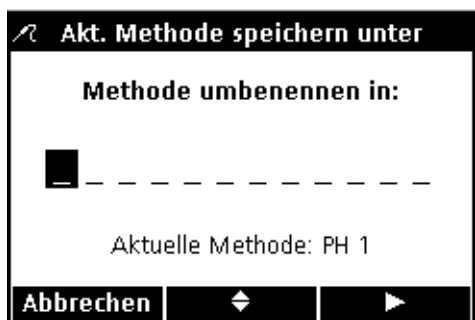 Akt. Methode speichern unter
Methode umbenennen in:
_ _ _ _ _ _ _ _ _ _ _ _
Aktuelle Methode: PH 1
Abbrechen